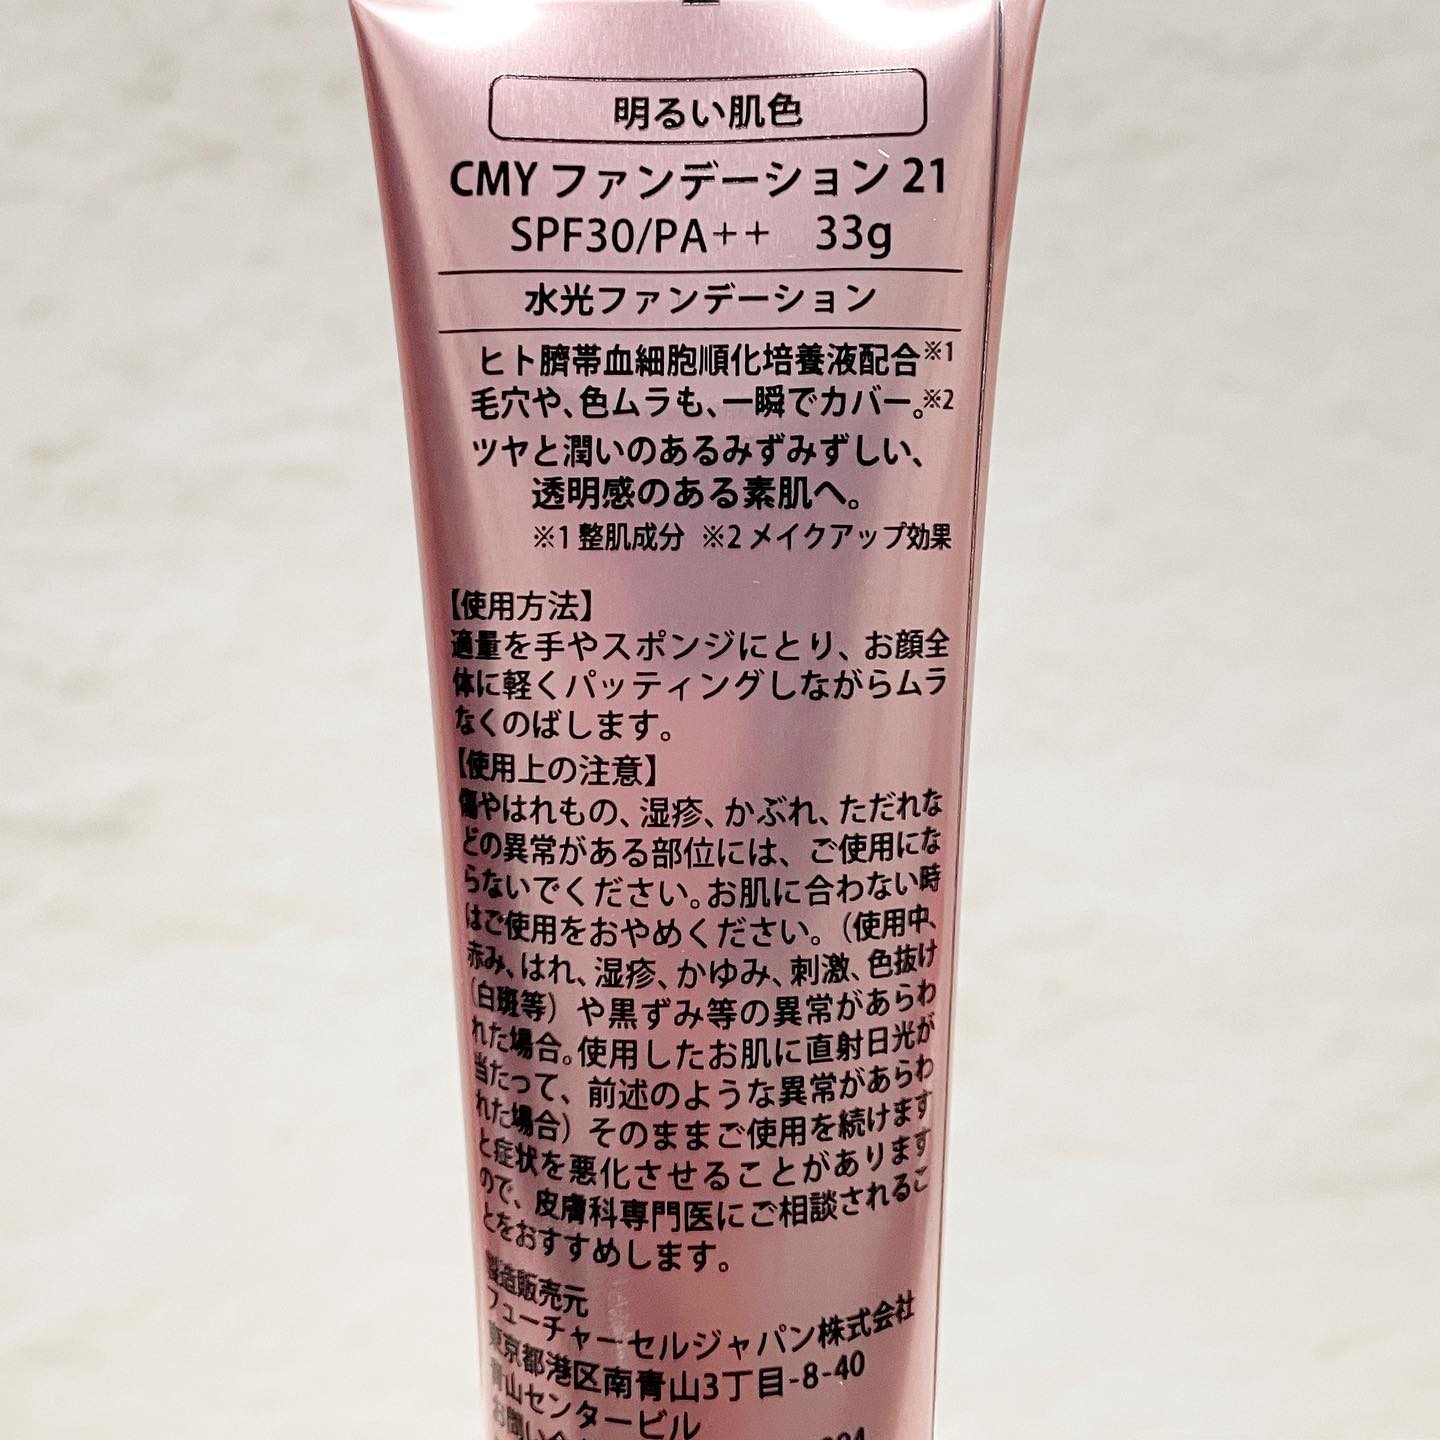 明るい肌色
CMY ファンデーション 21
SPF30/PA++ 33g
水光ファンデーション
ヒト臍帯血細胞順化培養液配合※1
毛穴や、色ムラも、一瞬でカバー。※2
ツヤと潤いのあるみずみずしい、
透明感のある素肌へ。
※1 整肌成分 ※2 メイクアップ効果
【使用方法】
適量を手やスポンジにとり、お顔全
体に軽くパッティングしながらムラ
なくのばします。
【使用上の注意】
傷やはれもの、湿疹、かぶれ、ただれな
どの異常がある部位には、ご使用にな
らないでください。お肌に合わない時
はご使用をおやめください。（使用中、
赤み、はれ、湿疹、かゆみ、刺激、色抜け
（白斑等）や黒ずみ等の異常があらわ
れた場合。使用したお肌に直射日光が
当たって、前述のような異常があらわ
れた場合）そのままご使用を続けます
と症状を悪化させることがあります
ので、皮膚科専門医にご相談されるこ
とをおすすめします。
製造販売元
フューチャーセルジャパン株式会社
東京都港区南青山3丁目-8-40
青山センタービル